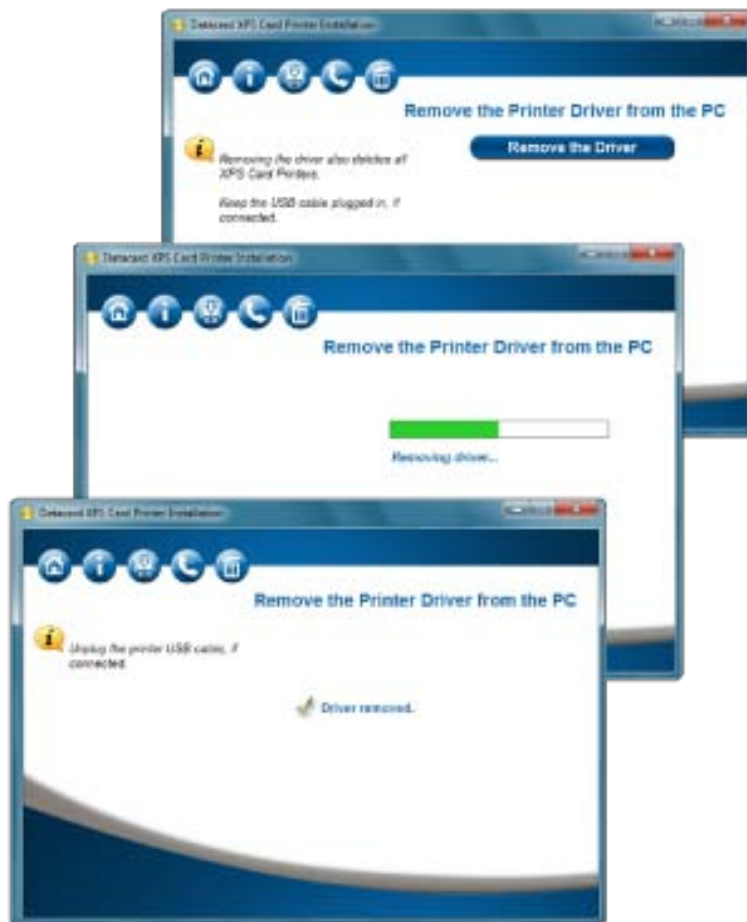 Datacard XPS Card Printer Installation
Remove the Printer Driver from the PC
Removing the driver also deletes all
XPS Card Printers.
Remove the Driver
Keep the USB cable plugged in, if
connected.
Datacard XPS Card Printer Installation
Remove the Printer Driver from the PC
Removing driver...
Datacard XPS Card Printer Installation
Remove the Printer Driver from the PC
Unplug the printer USB cable, if
connected.
Driver removed.